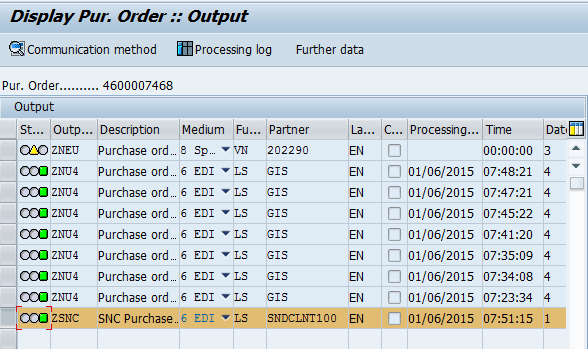 Display Pur. Order :: Output
Communication method Processing log Further data
Pur. Order.......... 4600007468
Output
St... Outp... Description Medium Fu... Partner La... C... Processing... Time Date
ZNEU Purchase ord... 8 Sp... VN 202290 EN 00:00:00 3
ZNU4 Purchase ord... 6 EDI LS GIS EN 01/06/2015 07:48:21 4
ZNU4 Purchase ord... 6 EDI LS GIS EN 01/06/2015 07:47:21 4
ZNU4 Purchase ord... 6 EDI LS GIS EN 01/06/2015 07:45:22 4
ZNU4 Purchase ord... 6 EDI LS GIS EN 01/06/2015 07:41:20 4
ZNU4 Purchase ord... 6 EDI LS GIS EN 01/06/2015 07:35:09 4
ZNU4 Purchase ord... 6 EDI LS GIS EN 01/06/2015 07:34:08 4
ZNU4 Purchase ord... 6 EDI LS GIS EN 01/06/2015 07:23:34 4
ZSNC SNC Purchase... 6 EDI LS SNDCLNT100 EN 01/06/2015 07:51:15 1